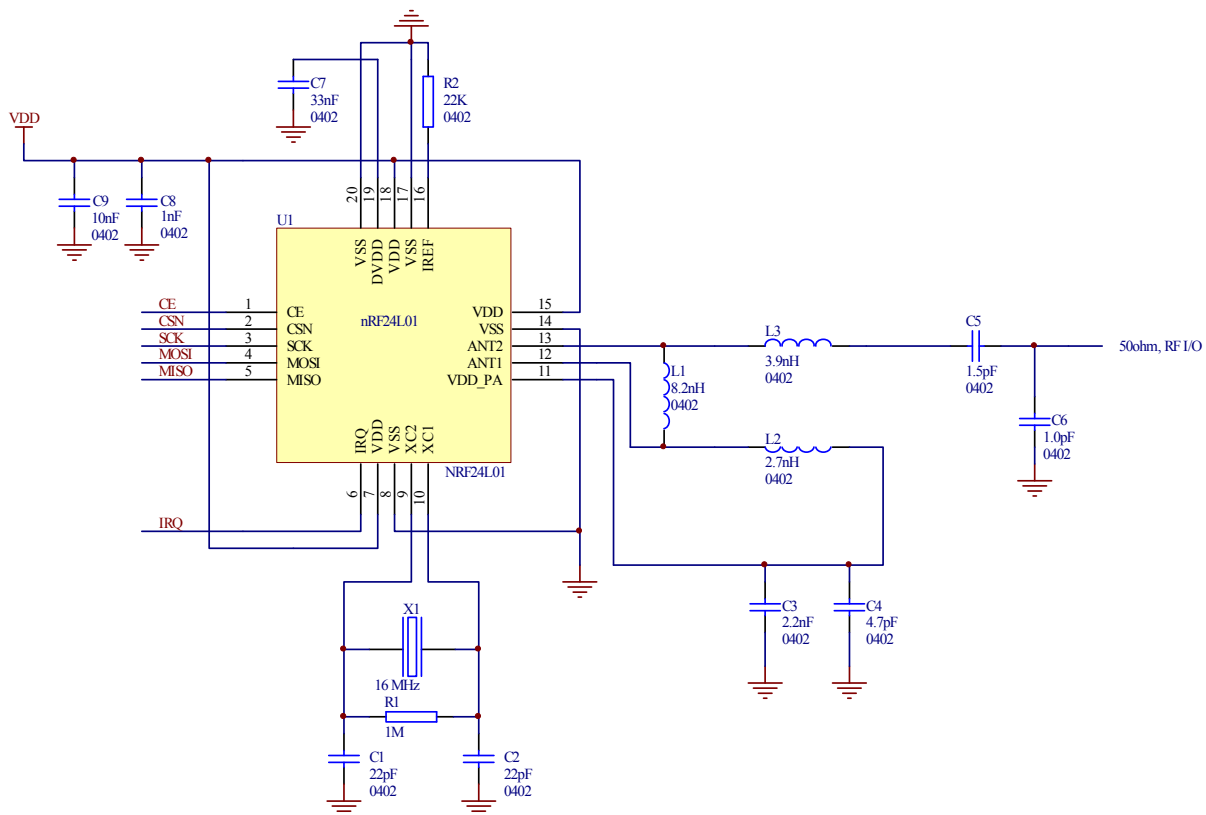 C7
33nF
0402
R2
22K
0402
VDD
C9
10nF
0402
C8
1nF
0402
20
19
18
17
16
U1
VSS
DVDD
VDD
VSS
IREF
nRF24L01
CE
1
CE
CSN
2
CSN
SCK
3
SCK
MOSI
4
MOSI
MISO
5
MISO
VDD
15
VSS
14
ANT2
13
ANT1
12
VDD_PA
11
IRQ
VDD
VSS
XC2
XC1
NRF24L01
6
7
8
9
10
IRQ
L3
3.9nH
0402
C5
1.5pF
0402
50ohm, RF I/O
L1
8.2nH
0402
L2
2.7nH
0402
C6
1.0pF
0402
C3
2.2nF
0402
C4
4.7pF
0402
X1
16 MHz
R1
1M
C1
22pF
0402
C2
22pF
0402